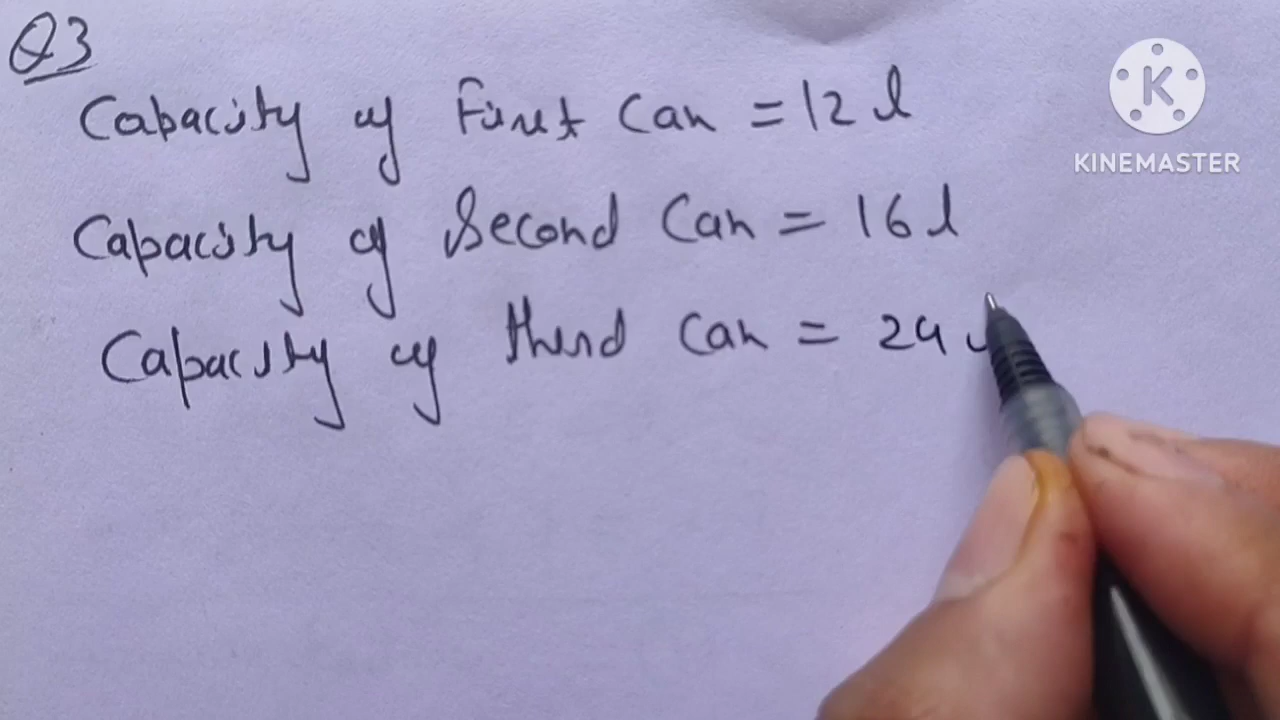 Q3
Capacity of First Can = 12 l
KINEMASTER
Capacity of Second Can = 16 l
Capacity of third Can = 24